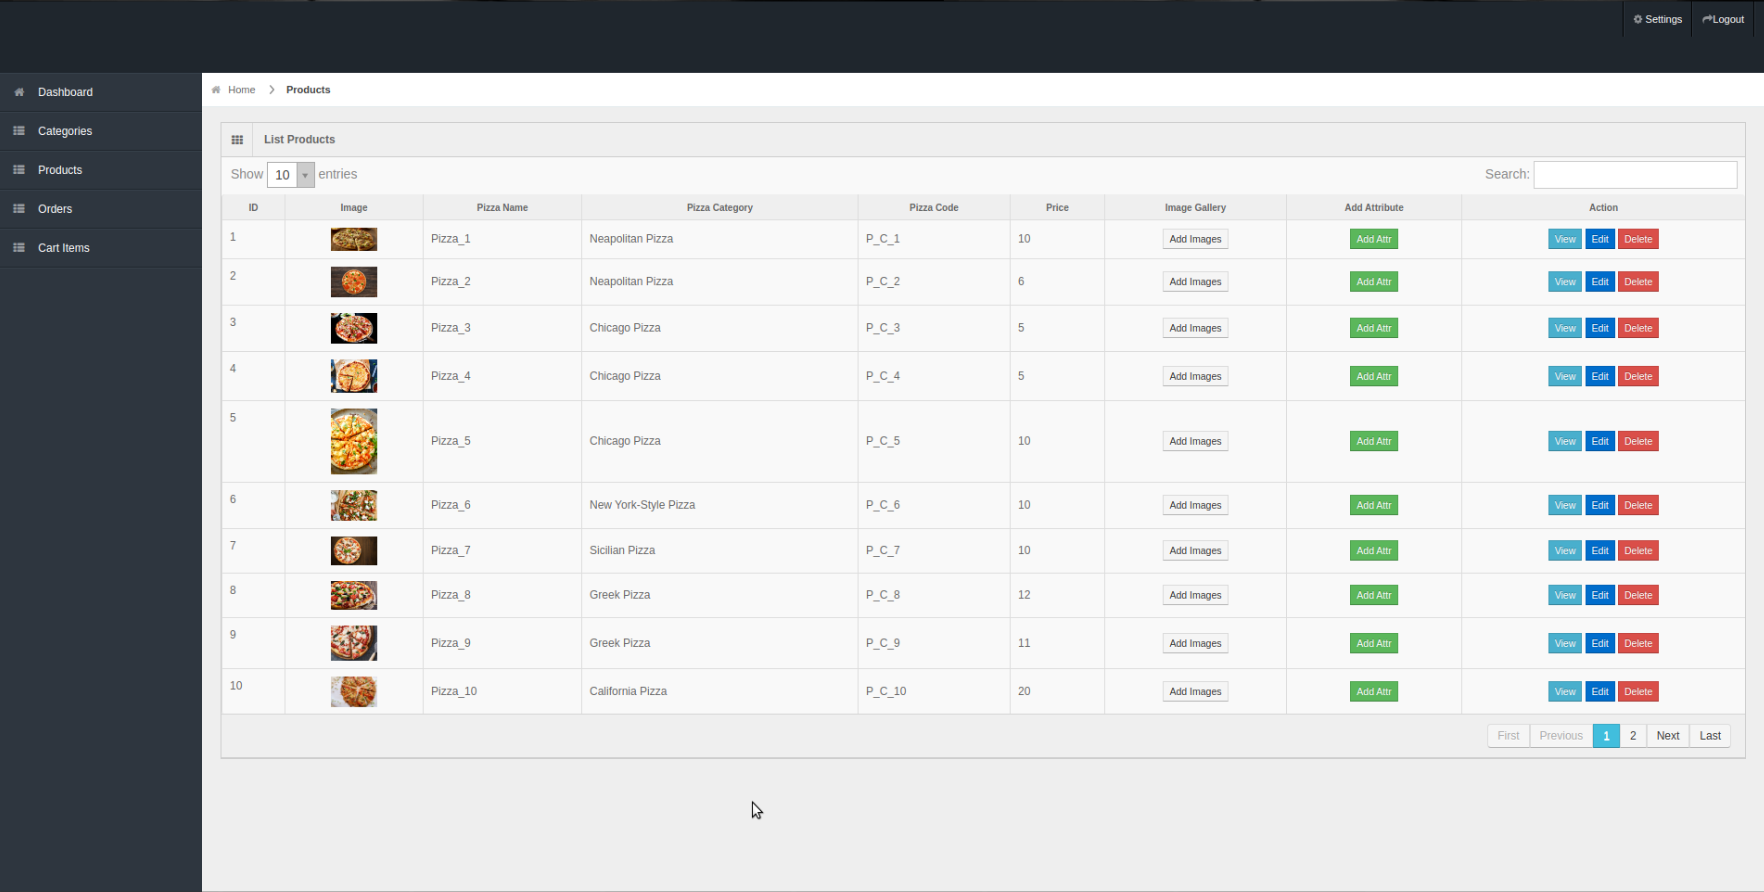 Settings Logout
Dashboard
Categories
Products
Orders
Cart Items
Home Products
List Products
Show 10 entries Search:
ID Image Pizza Name Pizza Category Pizza Code Price Image Gallery Add Attribute Action
1 Pizza_1 Neapolitan Pizza P_C_1 10 Add Images Add Attr View Edit Delete
2 Pizza_2 Neapolitan Pizza P_C_2 6 Add Images Add Attr View Edit Delete
3 Pizza_3 Chicago Pizza P_C_3 5 Add Images Add Attr View Edit Delete
4 Pizza_4 Chicago Pizza P_C_4 5 Add Images Add Attr View Edit Delete
5 Pizza_5 Chicago Pizza P_C_5 10 Add Images Add Attr View Edit Delete
6 Pizza_6 New York-Style Pizza P_C_6 10 Add Images Add Attr View Edit Delete
7 Pizza_7 Sicilian Pizza P_C_7 10 Add Images Add Attr View Edit Delete
8 Pizza_8 Greek Pizza P_C_8 12 Add Images Add Attr View Edit Delete
9 Pizza_9 Greek Pizza P_C_9 11 Add Images Add Attr View Edit Delete
10 Pizza_10 California Pizza P_C_10 20 Add Images Add Attr View Edit Delete
First Previous 1 2 Next Last